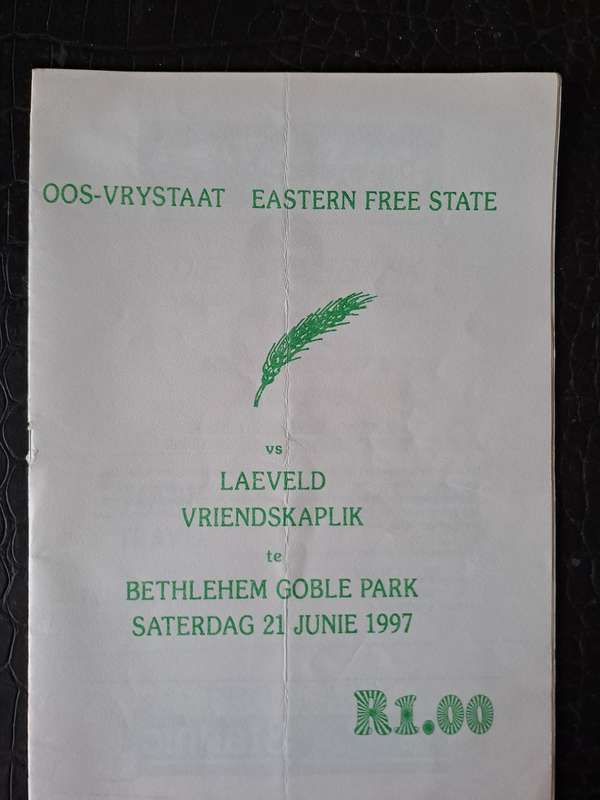 OOS-VRYSTAAT EASTERN FREE STATE
vs
LAEVELD
VRIENDSKAPLIK
te
BETHLEHEM GOBLE PARK
SATERDAG 21 JUNIE 1997
R1.00